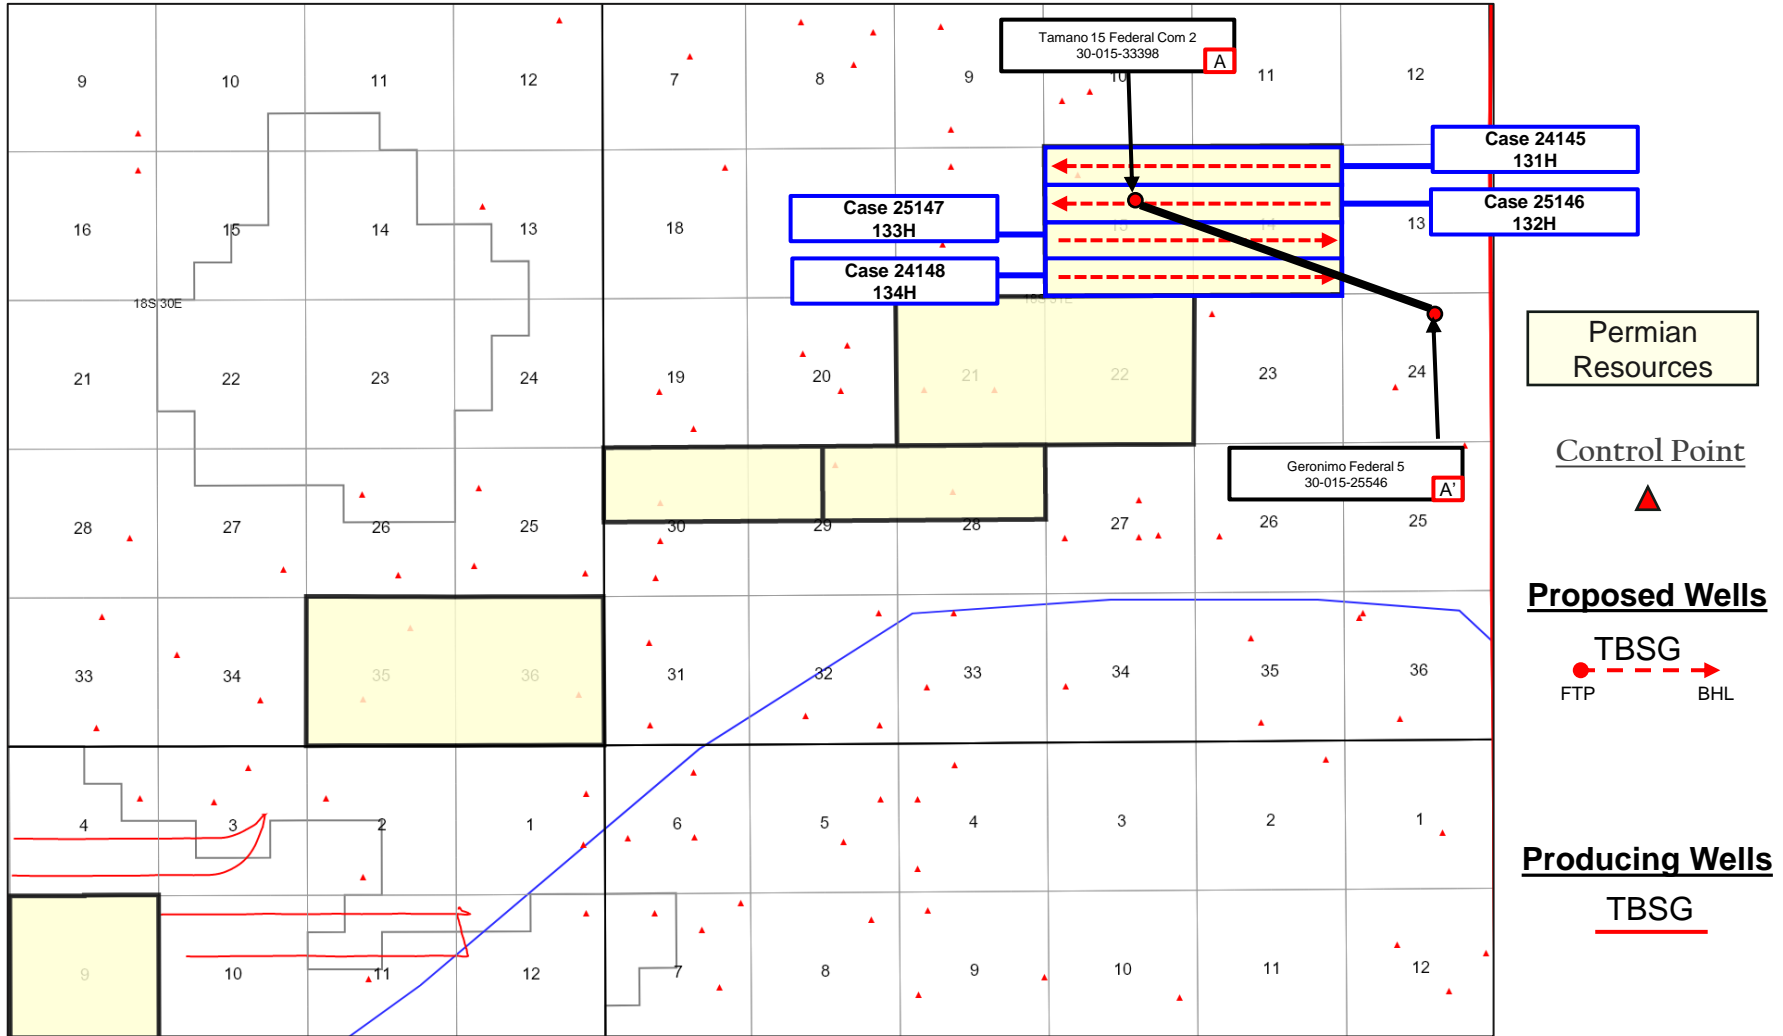 Tamano 15 Federal Com 2
30-015-33398
A
9 10 11 12 7 8 9 10 11 12
Case 24145
131H
Case 25146
132H
Case 25147
133H
Case 24148
134H
16 15 14 13 18 15 14 13
18S 30E
18S 31E
Permian
Resources
21 22 23 24 19 20 21 22 23 24
Control Point
Geronimo Federal 5
30-015-25546
A'
28 27 26 25 30 29 28 27 26 25
Proposed Wells
TBSG
FTP BHL
33 34 35 36 31 32 33 34 35 36
4 3 2 1 6 5 4 3 2 1
Producing Wells
TBSG
9 10 11 12 7 8 9 10 11 12